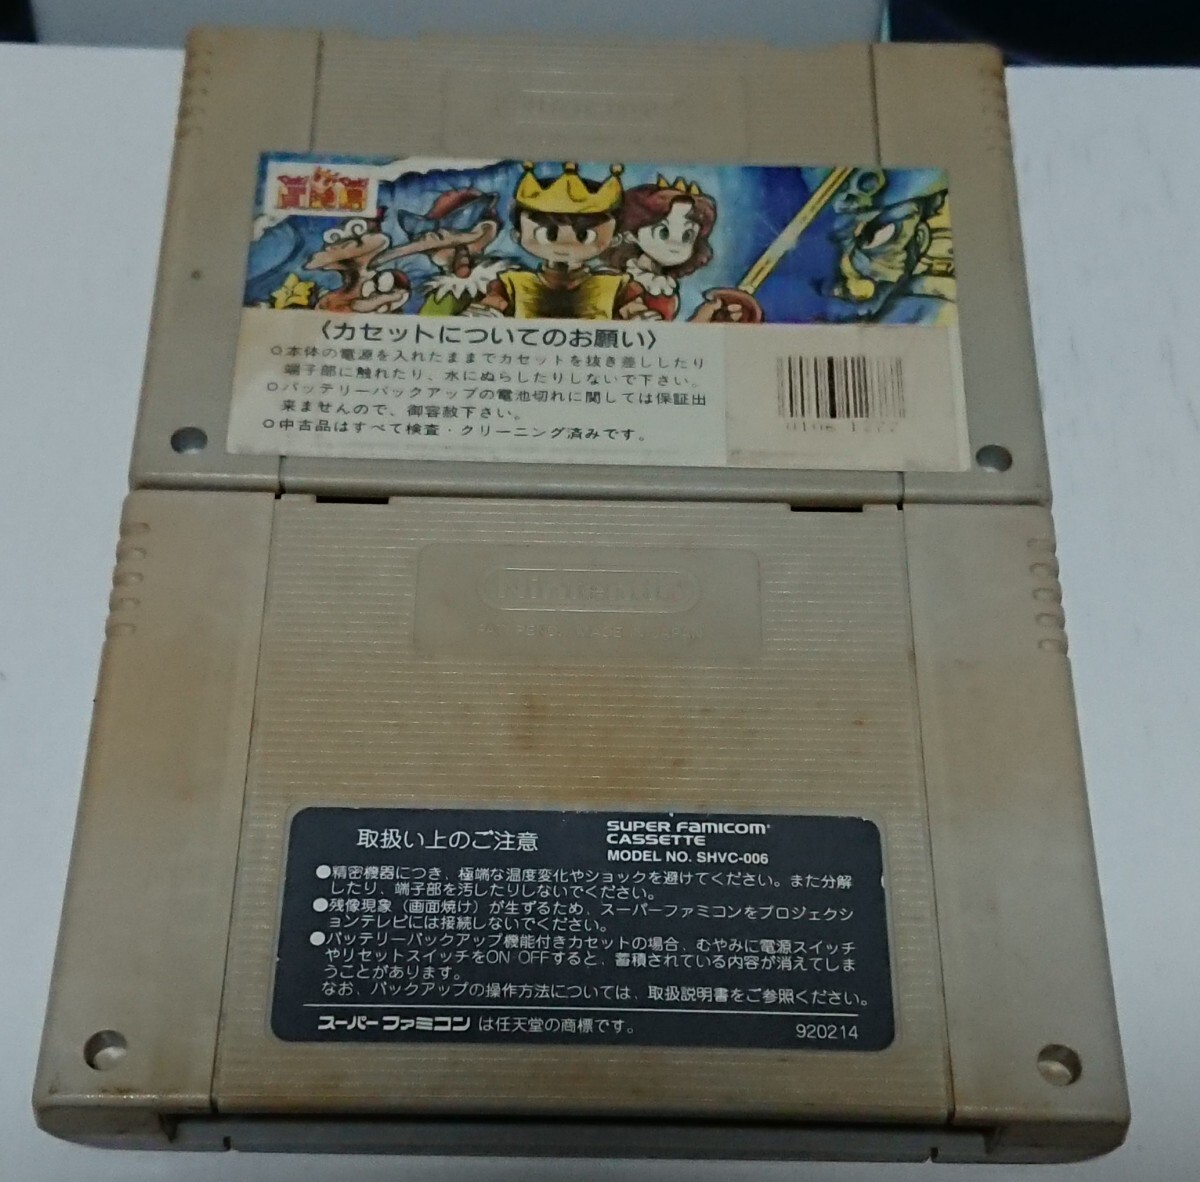 Nintendo
〈カセットについてのお願い〉
○本体の電源を入れたままでカセットを抜き差ししたり
端子部に触れたり、水にぬらしたりしないで下さい。
○バッテリーバックアップの電池切れに関しては保証出
来ませんので、御容赦下さい。
○中古品はすべて検査・クリーニング済みです。
Nintendo
取扱い上のご注意
SUPER FAMICOM
CASSETTE
MODEL NO. SHVC-006
●精密機器につき、極端な温度変化やショックを避けてください。また分解
したり、端子部を汚したりしないでください。
●残像現象（画面焼け）が生ずるため、スーパーファミコンをプロジェクシ
ョンテレビには接続しないでください。
●バッテリーバックアップ機能付きカセットの場合、むやみに電源スイッチ
やリセットスイッチをON OFFすると、蓄積されている内容が消えてしま
うことがあります。
なお、バックアップの操作方法については、取扱説明書をご参照ください。
スーパーファミコン は任天堂の商標です。
920214